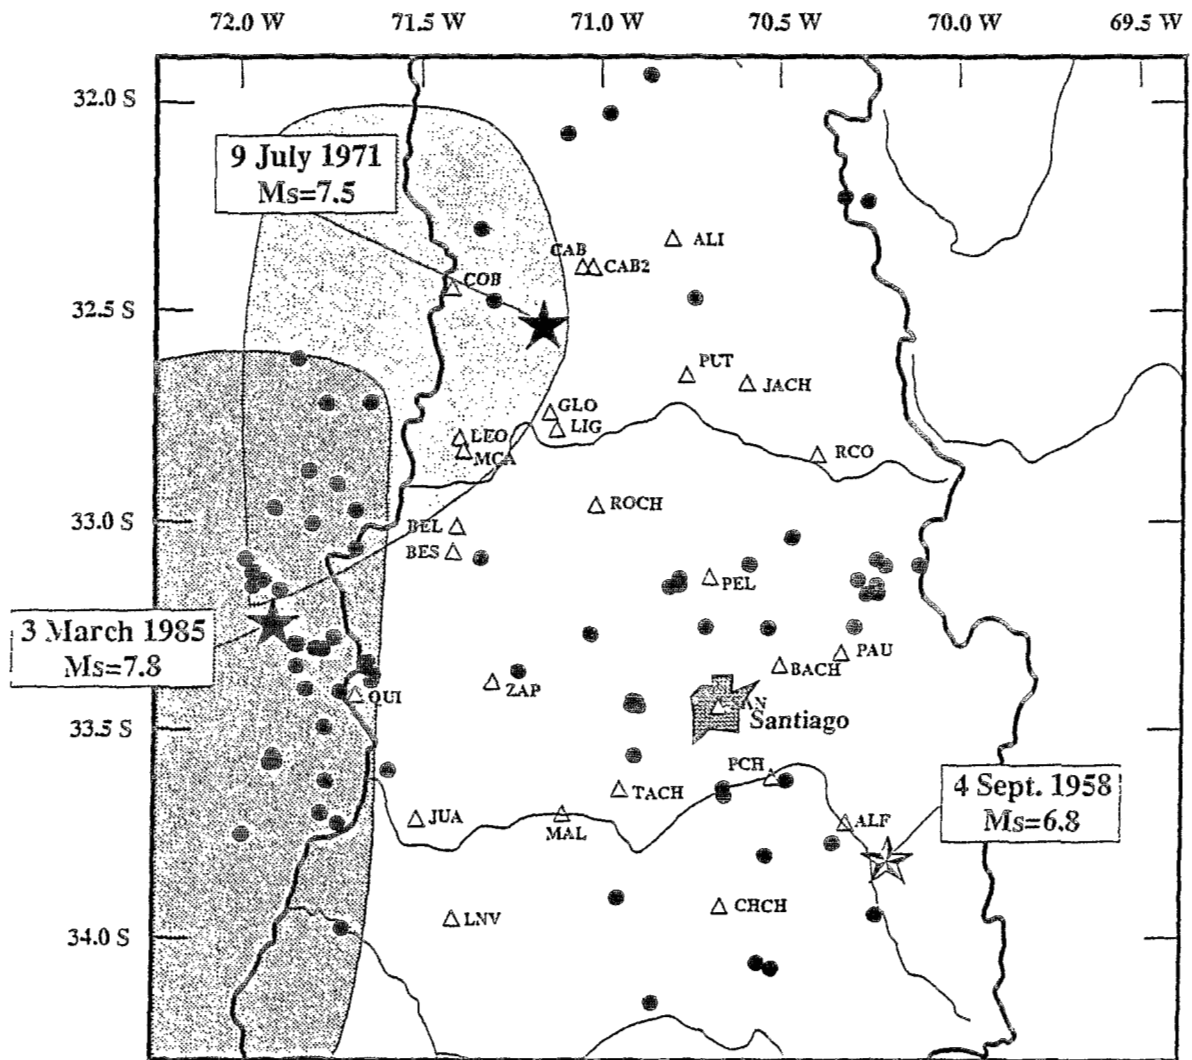 72.0 W 71.5 W 71.0 W 70.5 W 70.0 W 69.5 W
32.0 S
9 July 1971
Ms=7.5
ALI
CAB
CAB2
COB
32.5 S
PUT
JACH
GLO
LIG
LEO
MCA
RCO
ROCH
33.0 S
BEL
BES
PEL
3 March 1985
Ms=7.8
PAU
BACH
ZAP
QUI
AN
33.5 S
Santiago
PCH
4 Sept. 1958
Ms=6.8
TACH
JUA
MAL
ALF
CHCH
LNV
34.0 S